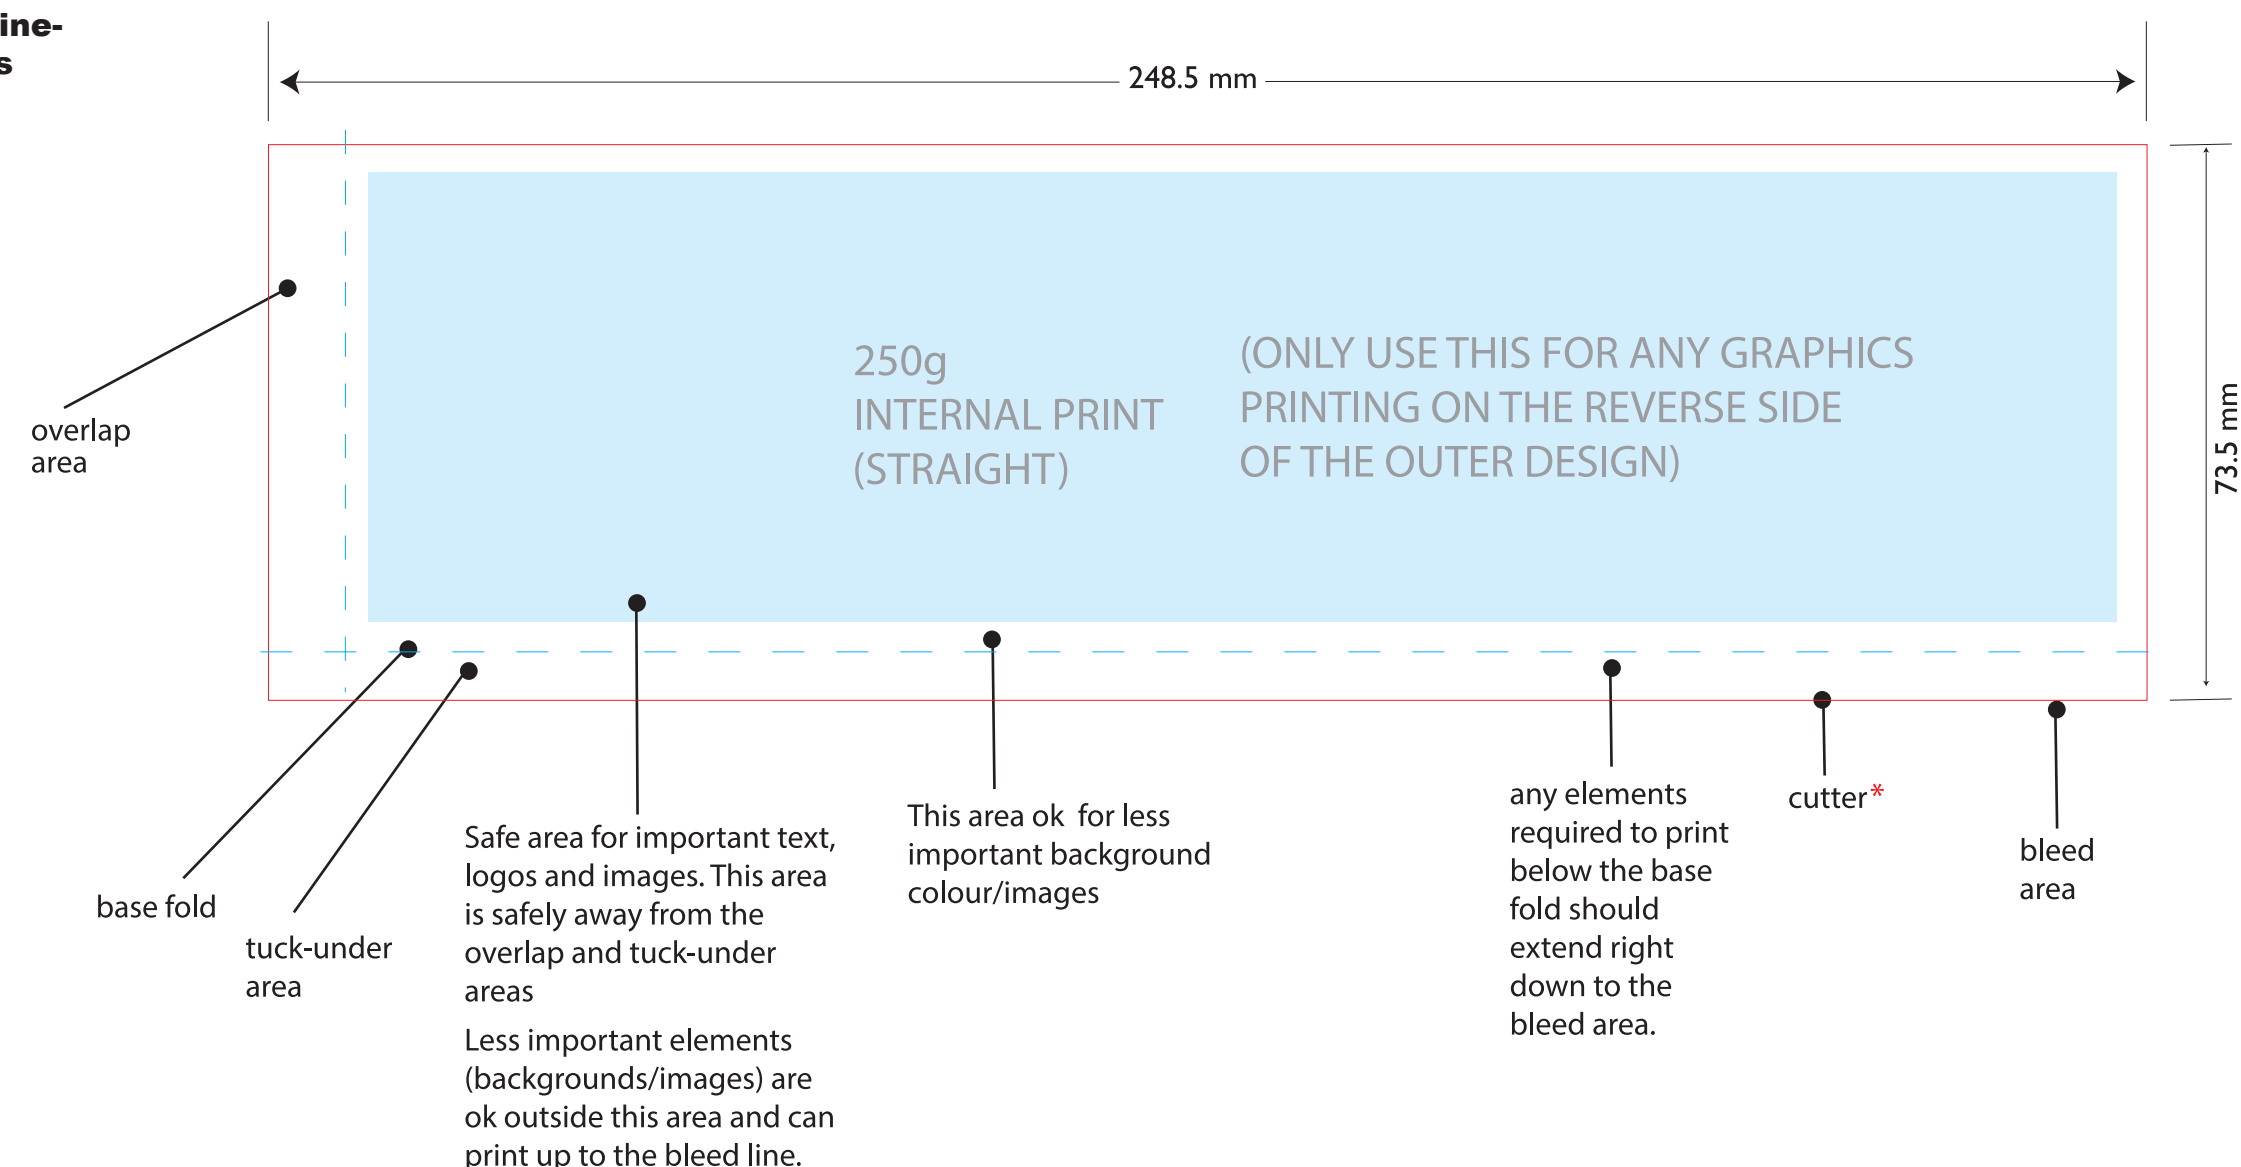 ine-
s
248.5 mm
73.5 mm
250g
INTERNAL PRINT
(STRAIGHT)
(ONLY USE THIS FOR ANY GRAPHICS
PRINTING ON THE REVERSE SIDE
OF THE OUTER DESIGN)
overlap
area
base fold
tuck-under
area
Safe area for important text,
logos and images. This area
is safely away from the
overlap and tuck-under
areas
Less important elements
(backgrounds/images) are
ok outside this area and can
print up to the bleed line.
This area ok for less
important background
colour/images
any elements
required to print
below the base
fold should
extend right
down to the
bleed area.
cutter*
bleed
area